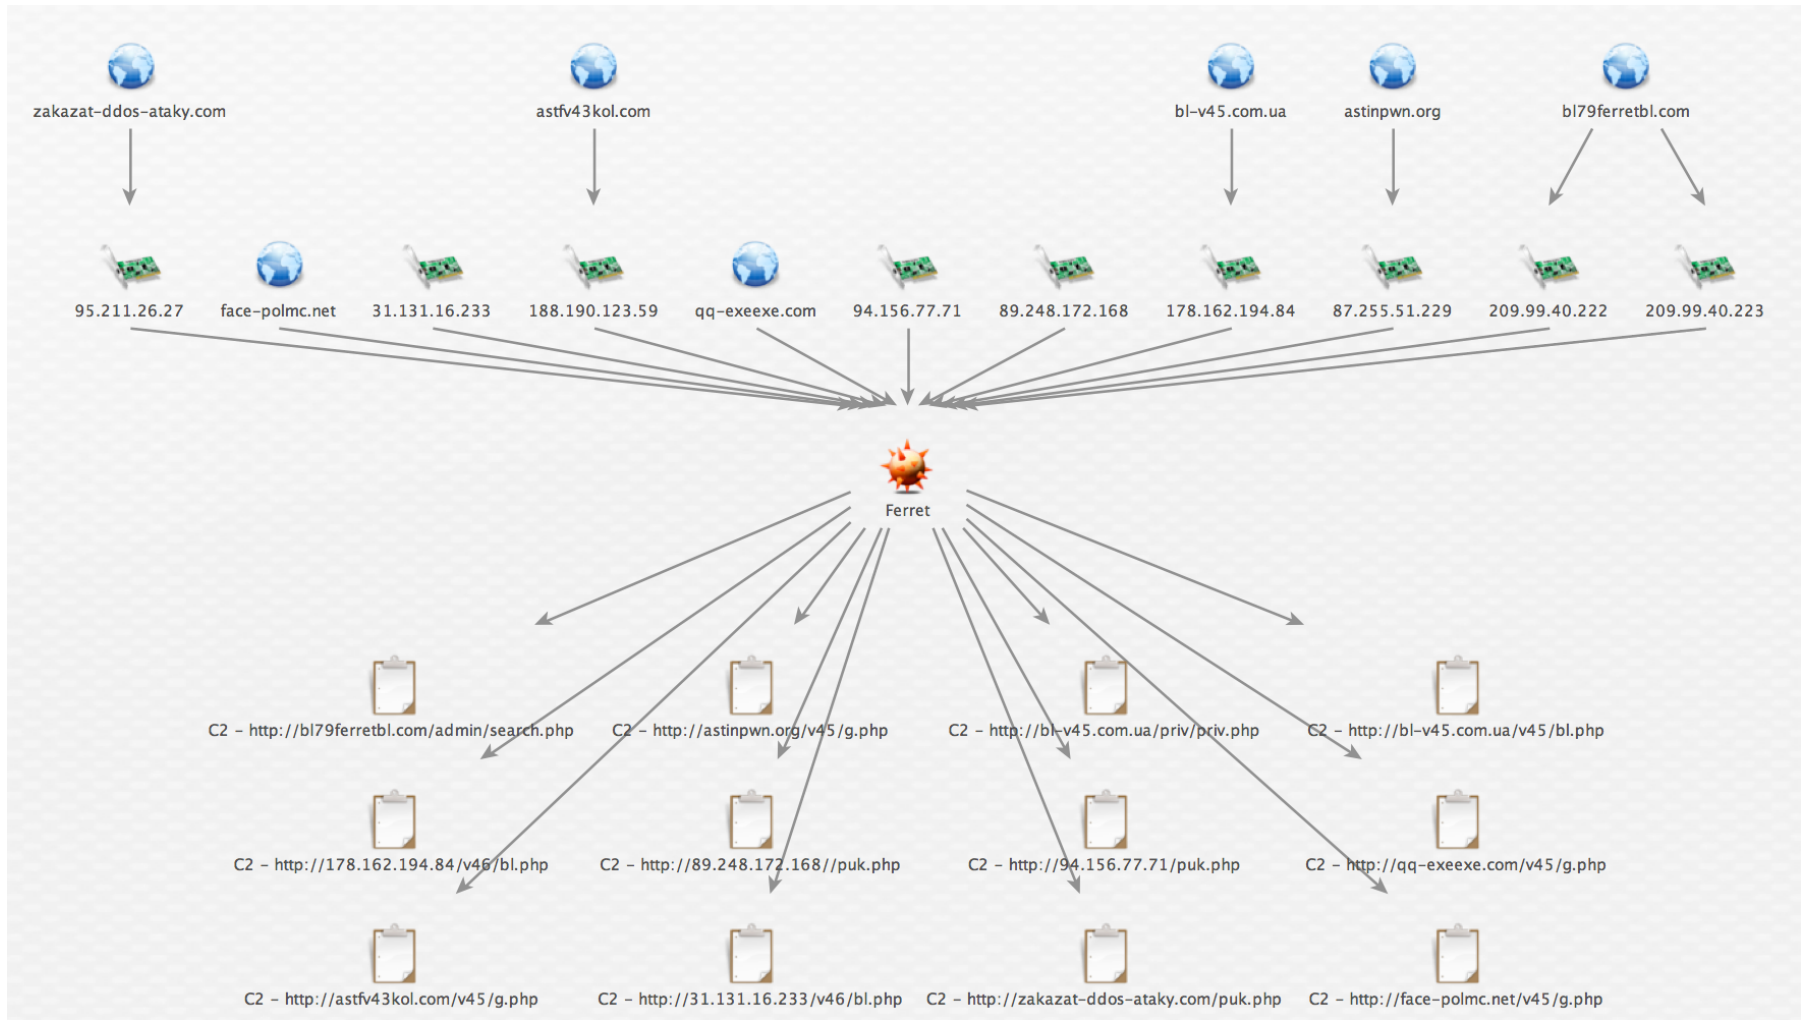 zakazat-ddos-ataky.com
astfv43kol.com
bl-v45.com.ua
astinpwn.org
bl79ferretbl.com
95.211.26.27
face-polmc.net
31.131.16.233
188.190.123.59
qq-exeexe.com
94.156.77.71
89.248.172.168
178.162.194.84
87.255.51.229
209.99.40.222
209.99.40.223
Ferret
C2 - http://bl79ferretbl.com/admin/search.php
C2 - http://astinpwn.org/v45/g.php
C2 - http://bl-v45.com.ua/priv/priv.php
C2 - http://bl-v45.com.ua/v45/bl.php
C2 - http://178.162.194.84/v46/bl.php
C2 - http://89.248.172.168//puk.php
C2 - http://94.156.77.71/puk.php
C2 - http://qq-exeexe.com/v45/g.php
C2 - http://astfv43kol.com/v45/g.php
C2 - http://31.131.16.233/v46/bl.php
C2 - http://zakazat-ddos-ataky.com/puk.php
C2 - http://face-polmc.net/v45/g.php